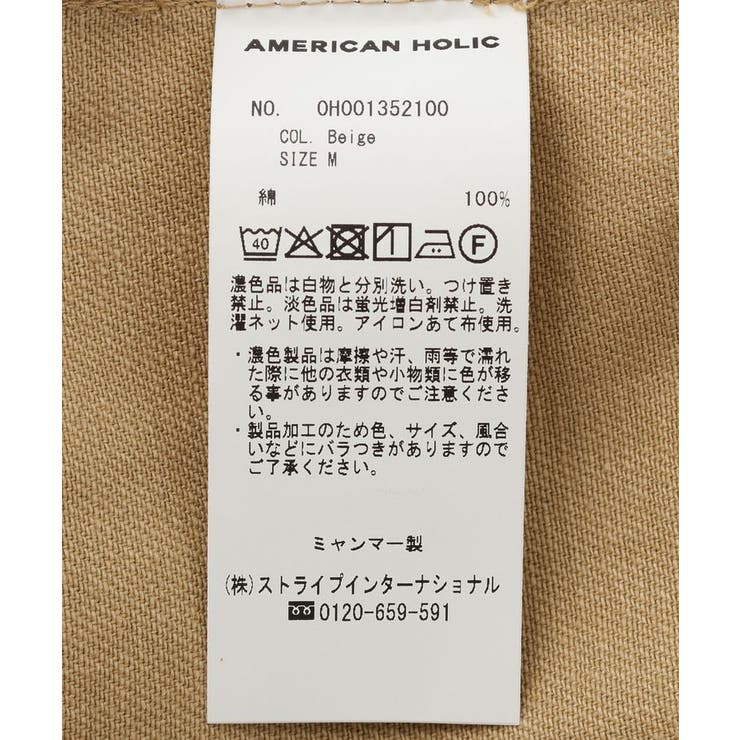 AMERICAN HOLIC
NO. OH001352100
COL. Beige
SIZE M
綿 100%
40 F
濃色品は白物と分別洗い。つけ置き
禁止。淡色品は蛍光増白剤禁止。洗
濯ネット使用。アイロンあて布使用。
・濃色製品は摩擦や汗、雨等で濡れ
た際に他の衣類や小物類に色が移
る事がありますのでご注意くださ
い。
・製品加工のため色、サイズ、風合
いなどにバラつきがありますので
ご了承ください。
ミャンマー製
(株)ストライプインターナショナル
0120-659-591